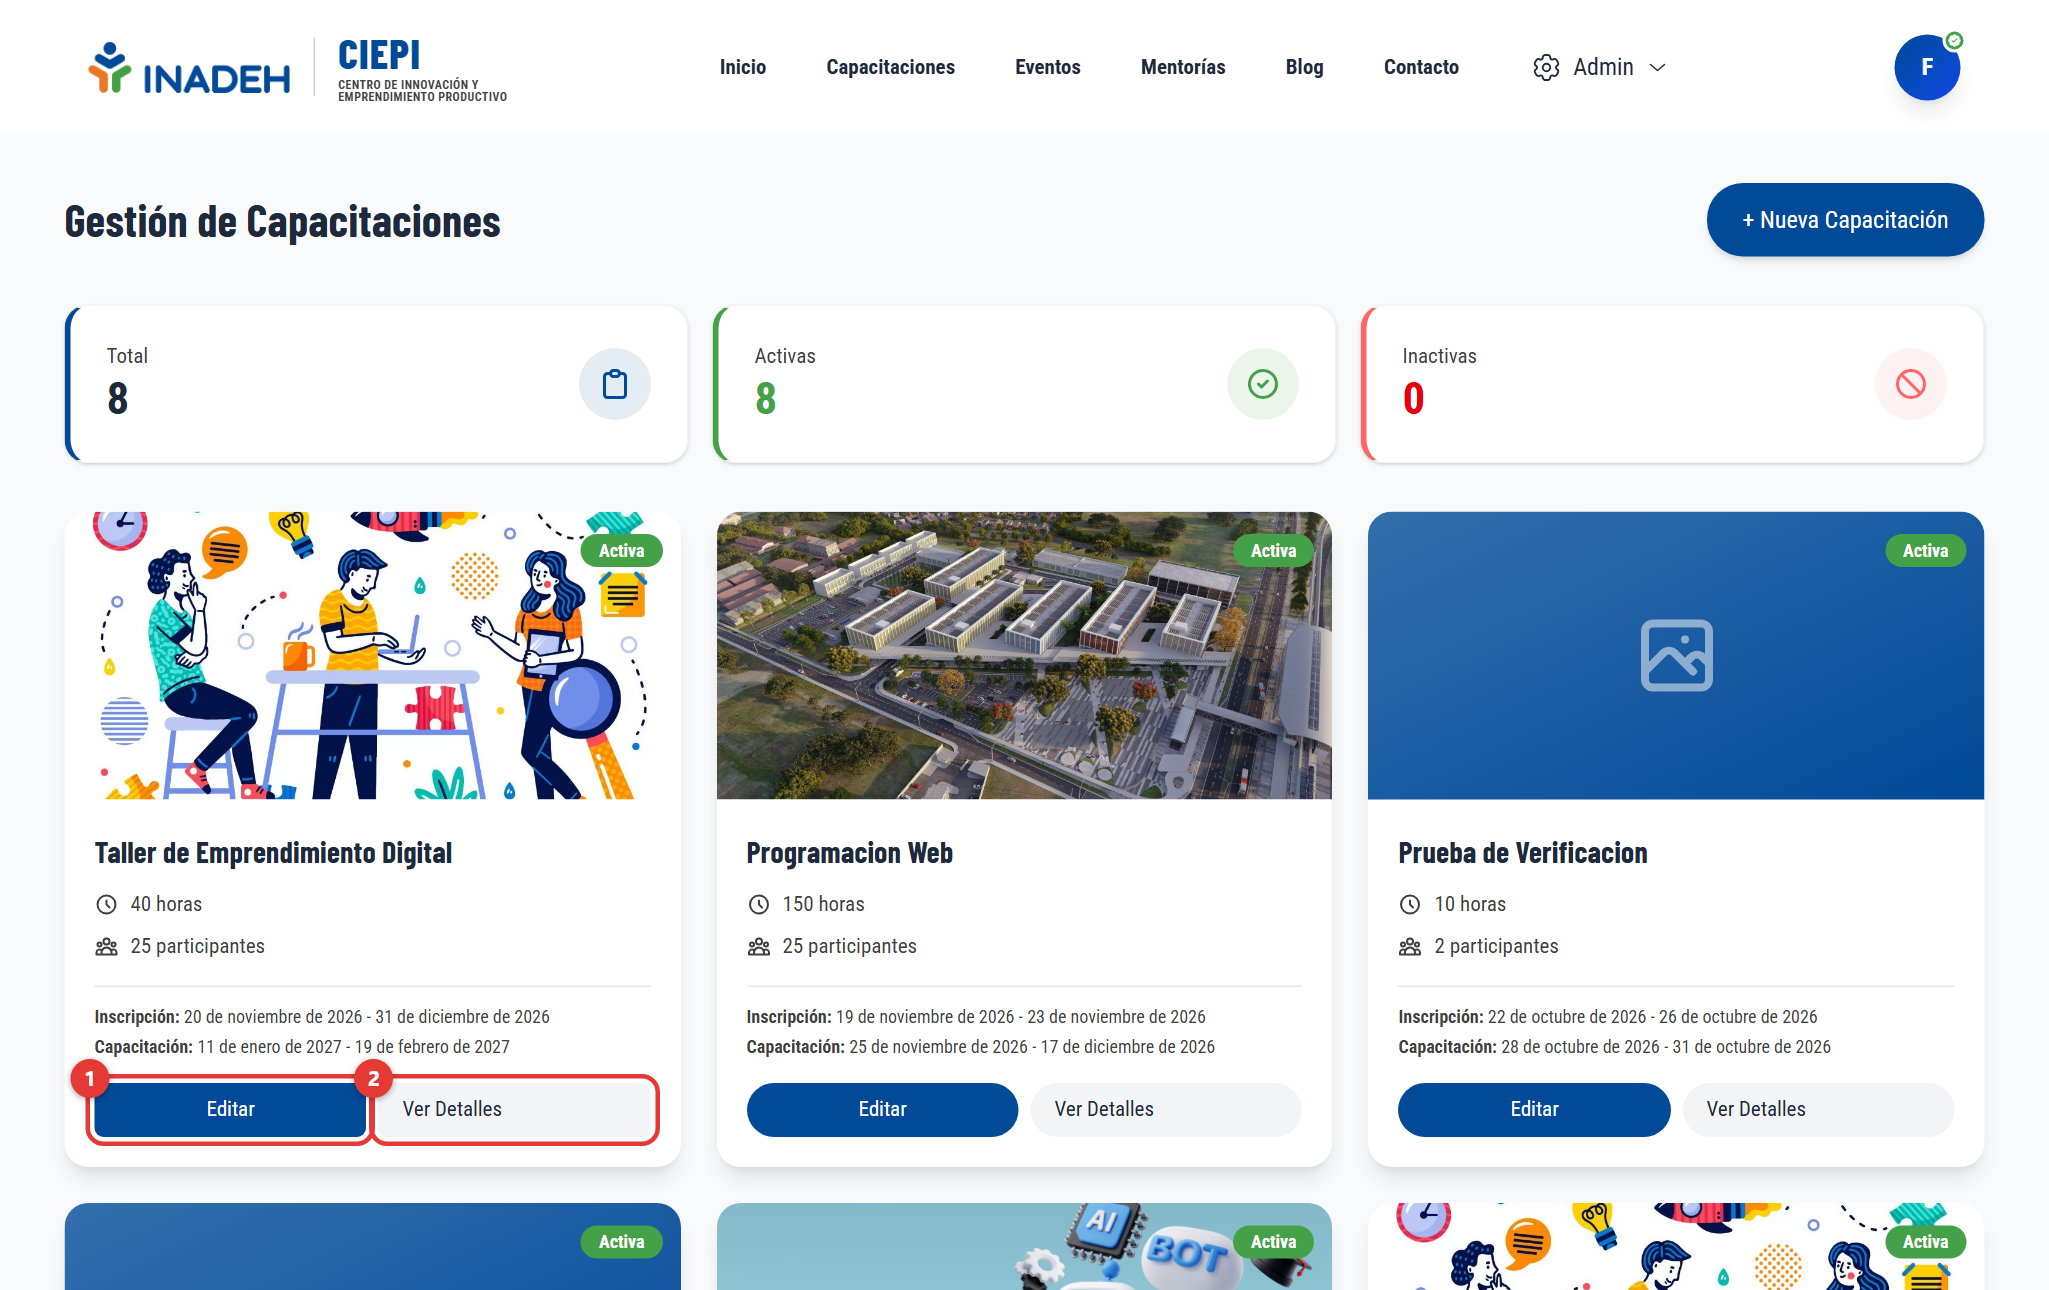 INADEH
CIEPI
CENTRO DE INNOVACIÓN Y
EMPRENDIMIENTO PRODUCTIVO
Inicio
Capacitaciones
Eventos
Mentorías
Blog
Contacto
Admin
F
Gestión de Capacitaciones
+ Nueva Capacitación
Total
8
Activas
8
Inactivas
0
Activa
Activa
Activa
Taller de Emprendimiento Digital
40 horas
25 participantes
Inscripción: 20 de noviembre de 2026 - 31 de diciembre de 2026
Capacitación: 11 de enero de 2027 - 19 de febrero de 2027
1
Editar
2
Ver Detalles
Programacion Web
150 horas
25 participantes
Inscripción: 19 de noviembre de 2026 - 23 de noviembre de 2026
Capacitación: 25 de noviembre de 2026 - 17 de diciembre de 2026
Editar
Ver Detalles
Prueba de Verificacion
10 horas
2 participantes
Inscripción: 22 de octubre de 2026 - 26 de octubre de 2026
Capacitación: 28 de octubre de 2026 - 31 de octubre de 2026
Editar
Ver Detalles
Activa
AI
BOT
Activa
Activa